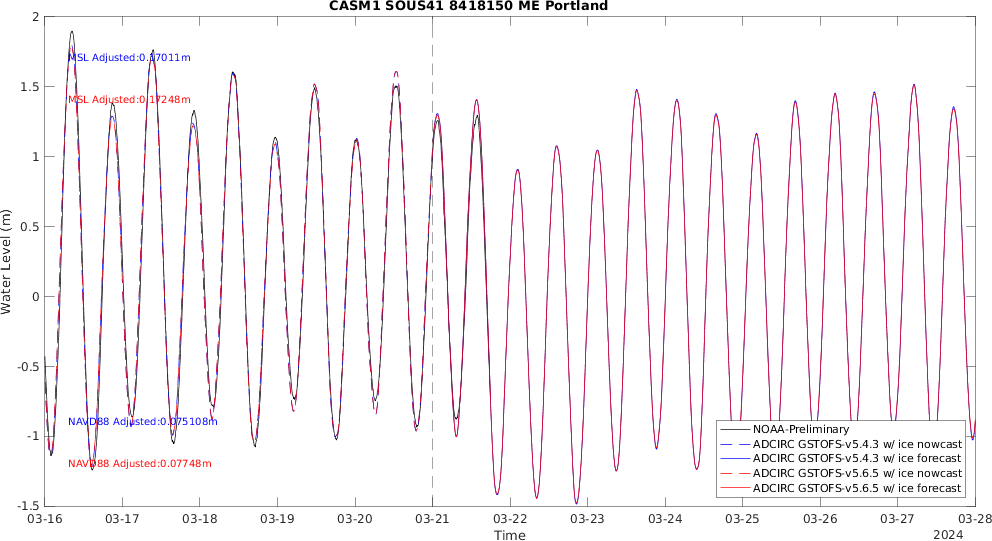 CASM1 SOUS41 8418150 ME Portland
2
MSL Adjusted:0.17011m
1.5
MSL Adjusted:0.17248m
1
0.5
Water Level (m)
0
-0.5
NAVD88 Adjusted:0.075108m
-1
NAVD88 Adjusted:0.07748m
-1.5
NOAA-Preliminary
ADCIRC GSTOFS-v5.4.3 w/ ice nowcast
ADCIRC GSTOFS-v5.4.3 w/ ice forecast
ADCIRC GSTOFS-v5.6.5 w/ ice nowcast
ADCIRC GSTOFS-v5.6.5 w/ ice forecast
03-16 03-17 03-18 03-19 03-20 03-21 03-22 03-23 03-24 03-25 03-26 03-27 03-28
Time
2024